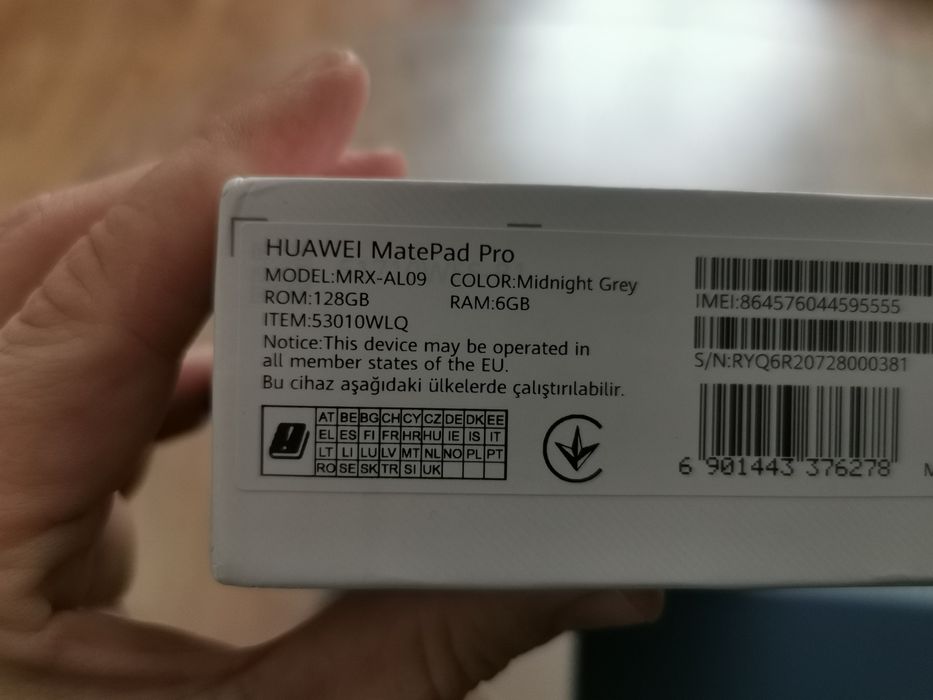 HUAWEI MatePad Pro
MODEL:MRX-AL09 COLOR:Midnight Grey
ROM:128GB RAM:6GB
ITEM:53010WLQ
Notice:This device may be operated in
all member states of the EU.
Bu cihaz aşağıdaki ülkelerde çalıştırılabilir.
AT BE BG CH CY CZ DE DK EE
EL ES FI FR HR HU IE IS IT
LT LI LU LV MT NL NO PL PT
RO SE SK TR SI UK
IMEI:864576044595555
S/N:RYQ6R20728000381
6 901443 376278
M